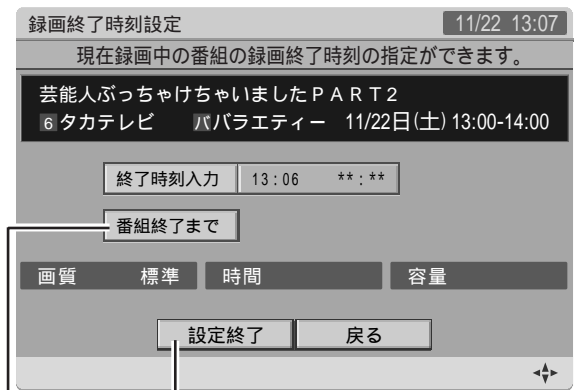 録画終了時刻設定 11/22 13:07
現在録画中の番組の録画終了時刻の指定ができます。
芸能人ぶっちゃけちゃいましたＰＡＲＴ２
6 タカテレビ バ バラエティー 11/22日(土) 13:00-14:00
終了時刻入力 13:06 **:**
番組終了まで
画質 標準 時間 容量
設定終了 戻る